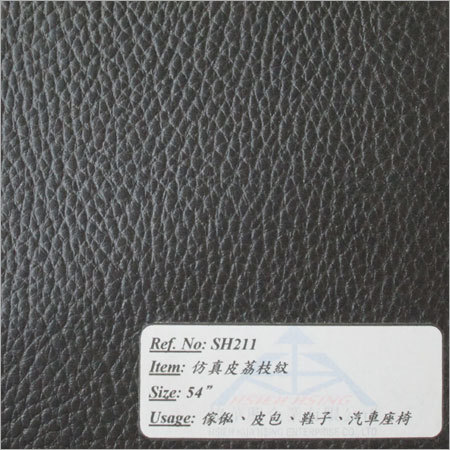 Ref. No: SH211
Item: 仿真皮荔枝紋
Size: 54”
Usage: 傢俬、皮包、鞋子、汽車座椅